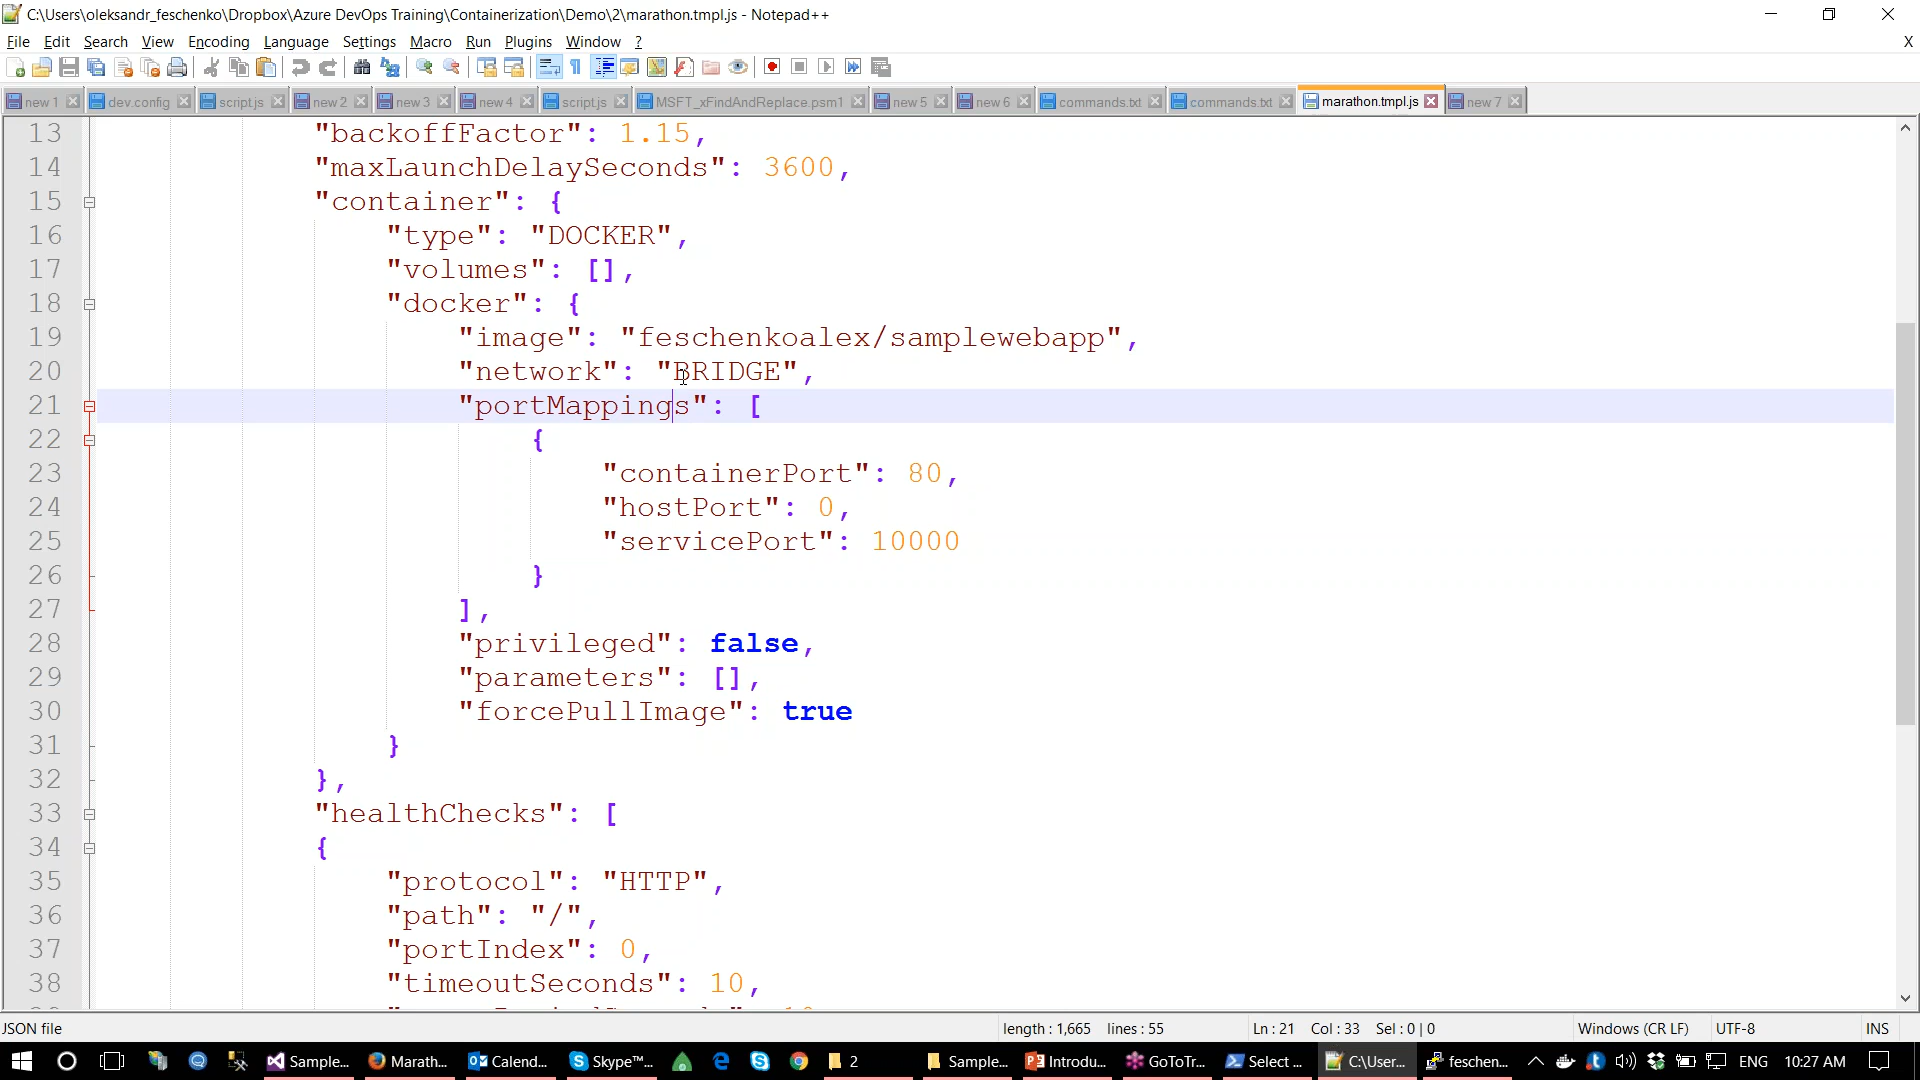 C:\Users\oleksandr_feschenko\Dropbox\Azure DevOps Training\Containerization\Demo\2\marathon.tmpl.js - Notepad++
File Edit Search View Encoding Language Settings Macro Run Plugins Window ? X
new 1 dev.config script.js new 2 new 3 new 4 script.js MSFT_xFindAndReplace.psm1 new 5 new 6 commands.txt commands.txt marathon.tmpl.js new 7
13 "backoffFactor": 1.15,
14 "maxLaunchDelaySeconds": 3600,
15 "container": {
16 "type": "DOCKER",
17 "volumes": [],
18 "docker": {
19 "image": "feschenkoalex/samplewebapp",
20 "network": "BRIDGE",
21 "portMappings": [
22 {
23 "containerPort": 80,
24 "hostPort": 0,
25 "servicePort": 10000
26 }
27 ],
28 "privileged": false,
29 "parameters": [],
30 "forcePullImage": true
31 }
32 },
33 "healthChecks": [
34 {
35 "protocol": "HTTP",
36 "path": "/",
37 "portIndex": 0,
38 "timeoutSeconds": 10,
JSON file length : 1,665 lines : 55 Ln : 21 Col : 33 Sel : 0 | 0 Windows (CR LF) UTF-8 INS
Sample... Marath... Calend... Skype™... 2 Sample... Introdu... GoToTr... Select ... C:\User... feschen... ENG 10:27 AM